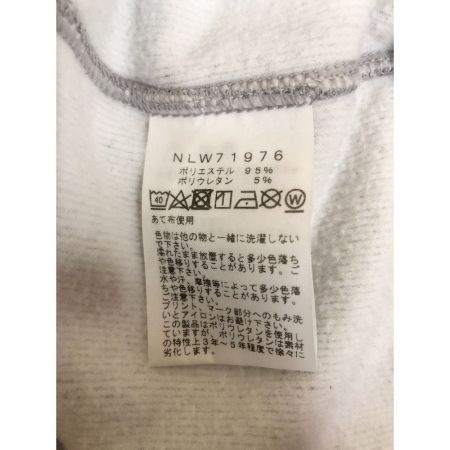 NLW71976
ポリエステル 95%
ポリウレタン 5%
40
W
あて布使用
色物は他の物と一緒に洗濯しない
で下さい。
濡れたまま放置すると多少色落ち
や色移りすることがあります。ご
注意下さい。
水や汗、摩擦等によって多少色落
ちや色移りすることがあります。
ご注意下さい。
プリント、マーク部分へのもみ洗
いとアイロンはお避け下さい。
この製品はポリウレタンを使用し
ていますが、ポリウレタンは素材
の特性上3年〜5年程度で徐々に
劣化します。